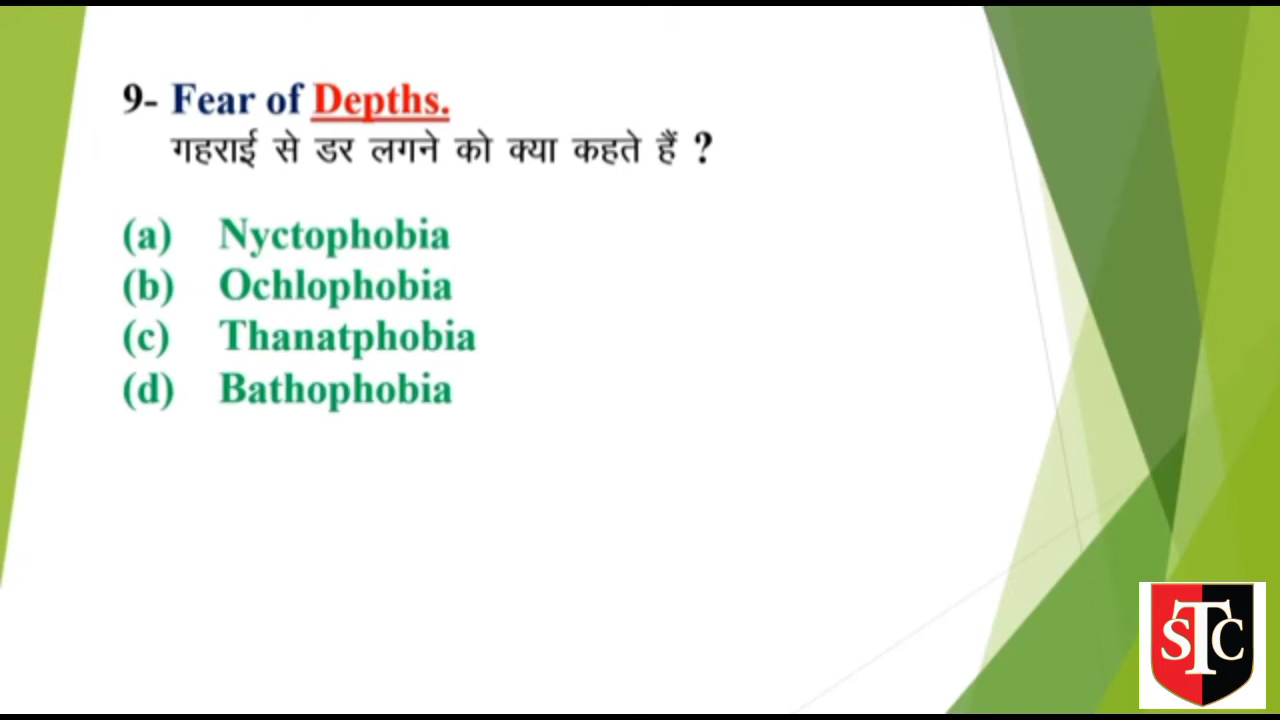 9- Fear of Depths.
गहराई से डर लगने को क्या कहते हैं ?
(a) Nyctophobia
(b) Ochlophobia
(c) Thanatphobia
(d) Bathophobia
STC